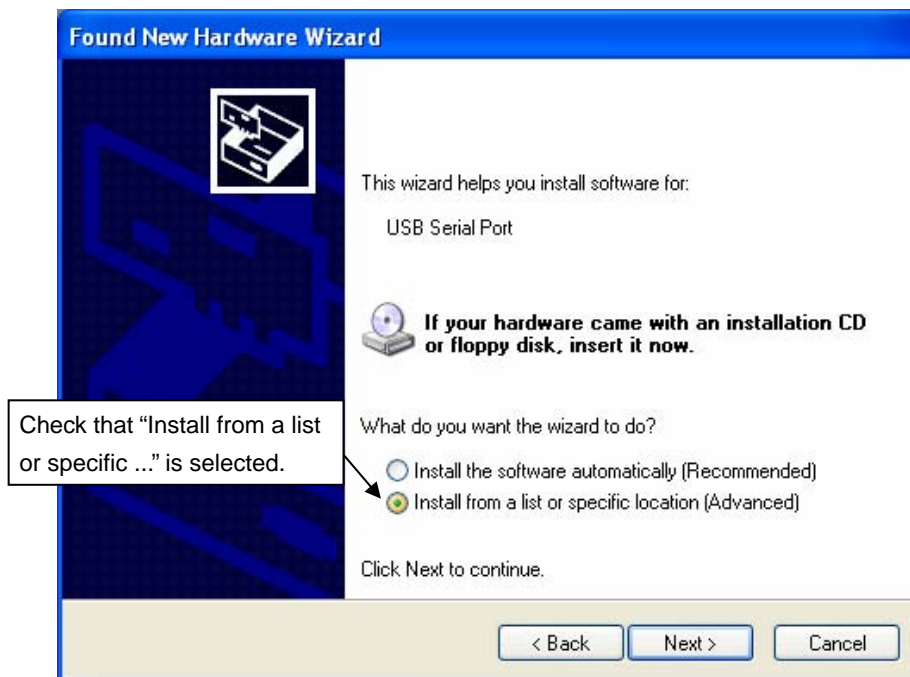 Found New Hardware Wizard
This wizard helps you install software for:
USB Serial Port
If your hardware came with an installation CD
or floppy disk, insert it now.
Check that “Install from a list
or specific ...” is selected.
What do you want the wizard to do?
Install the software automatically (Recommended)
Install from a list or specific location (Advanced)
Click Next to continue.
< Back Next > Cancel